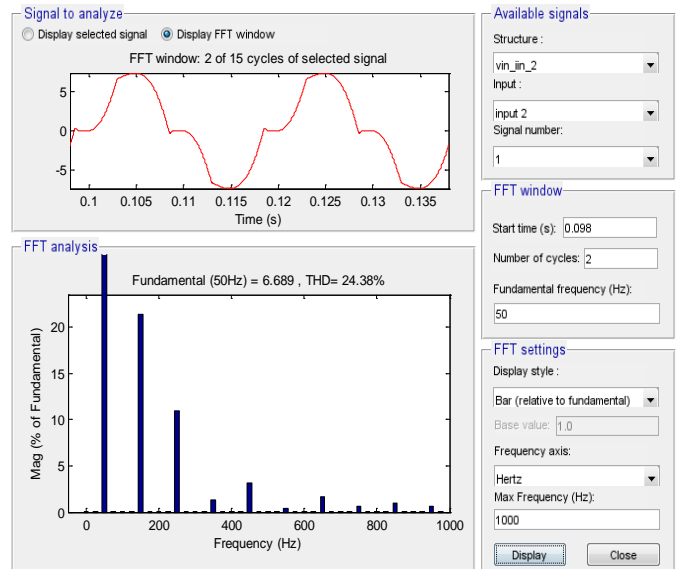 Signal to analyze
Display selected signal
Display FFT window
FFT window: 2 of 15 cycles of selected signal
5
0
-5
0.1 0.105 0.11 0.115 0.12 0.125 0.13 0.135
Time (s)
FFT analysis
Fundamental (50Hz) = 6.689 , THD= 24.38%
Mag (% of Fundamental)
20
15
10
5
0
0 200 400 600 800 1000
Frequency (Hz)
Available signals
Structure :
vin_iin_2
Input :
input 2
Signal number:
1
FFT window
Start time (s): 0.098
Number of cycles: 2
Fundamental frequency (Hz):
50
FFT settings
Display style :
Bar (relative to fundamental)
Base value: 1.0
Frequency axis:
Hertz
Max Frequency (Hz):
1000
Display
Close